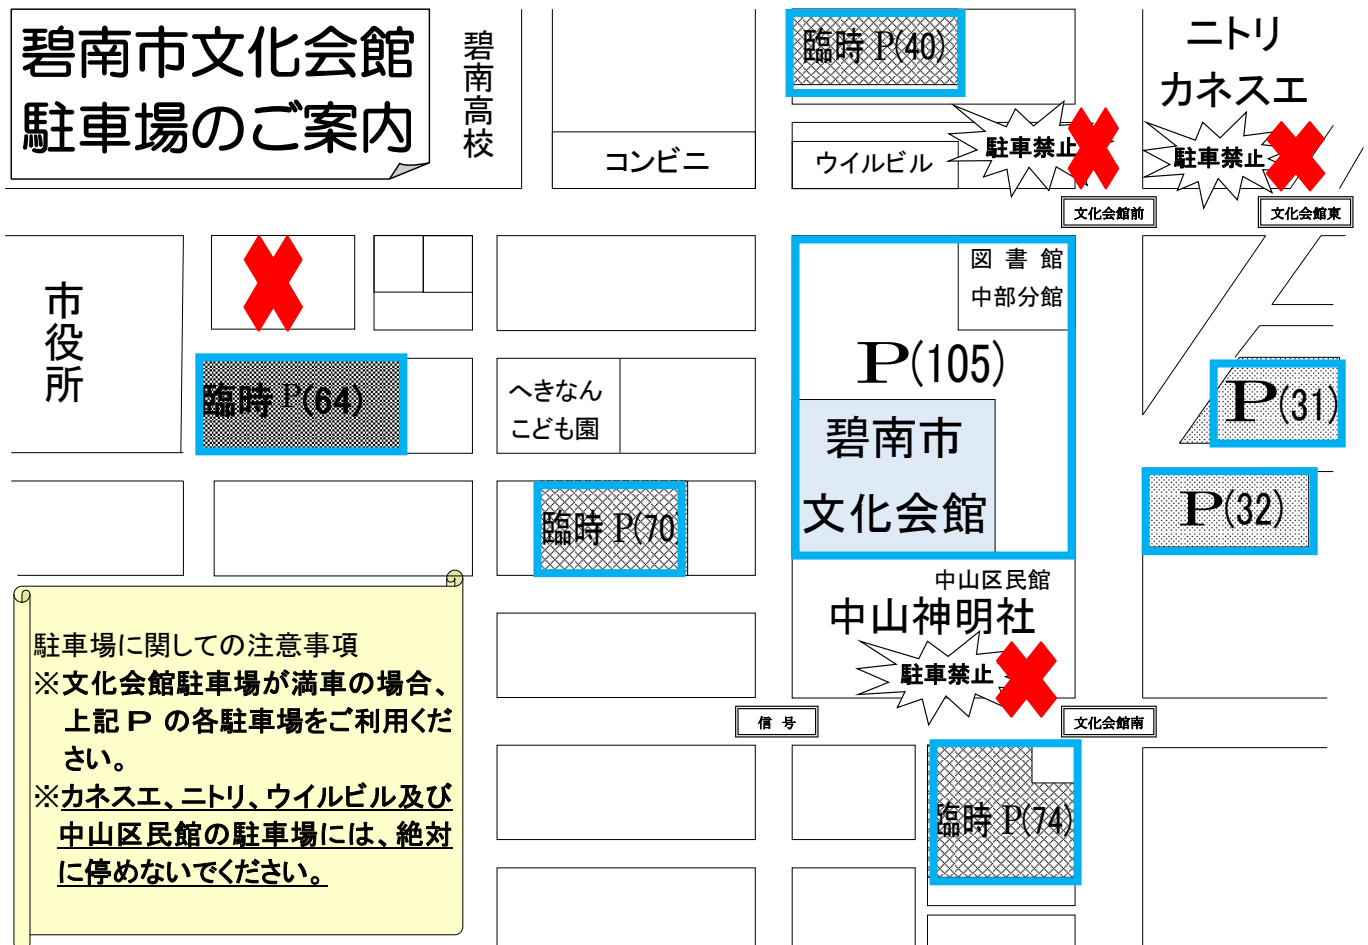 碧南市文化会館
駐車場のご案内
碧南高校
コンビニ
臨時 P(40)
ウイルビル
駐車禁止
ニトリ
カネスエ
駐車禁止
文化会館前
文化会館東
市役所
図書館
中部分館
P(105)
碧南市
文化会館
臨時 P(64)
へきなん
こども園
P(31)
臨時 P(70)
P(32)
中山区民館
中山神明社
駐車禁止
信号
文化会館南
臨時 P(74)
駐車場に関しての注意事項
※文化会館駐車場が満車の場合、
上記P の各駐車場をご利用くだ
さい。
※カネスエ、ニトリ、ウイルビル及び
中山区民館の駐車場には、絶対
に停めないでください。